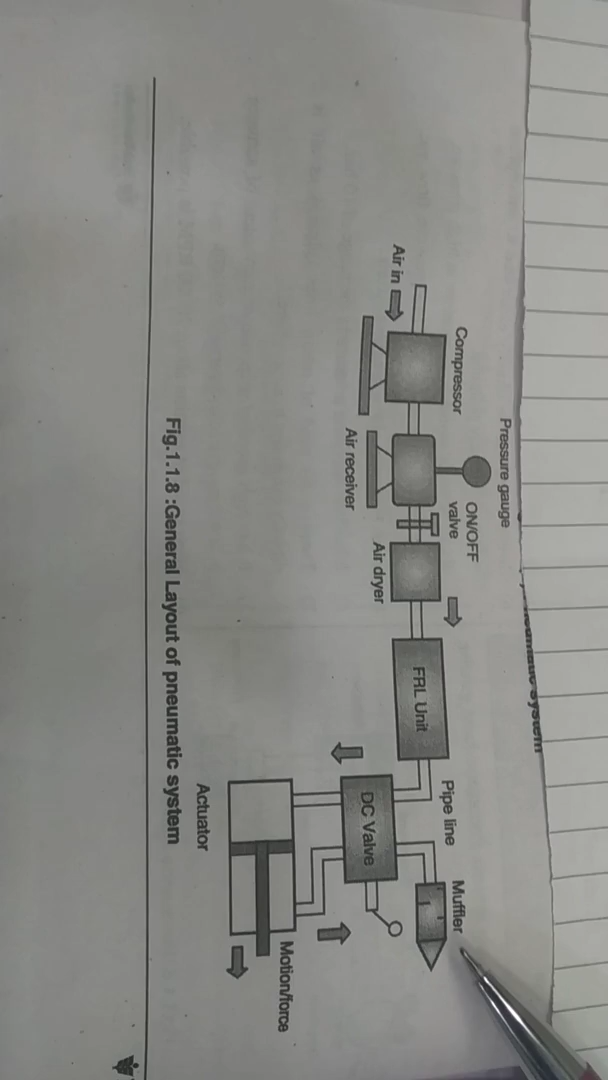 Pressure gauge
Compressor
ON/OFF
valve
Air in
Air receiver
Air dryer
FRL Unit
Pipe line
Muffler
DC Valve
Actuator
Motion/force
Fig.1.1.8 :General Layout of pneumatic system